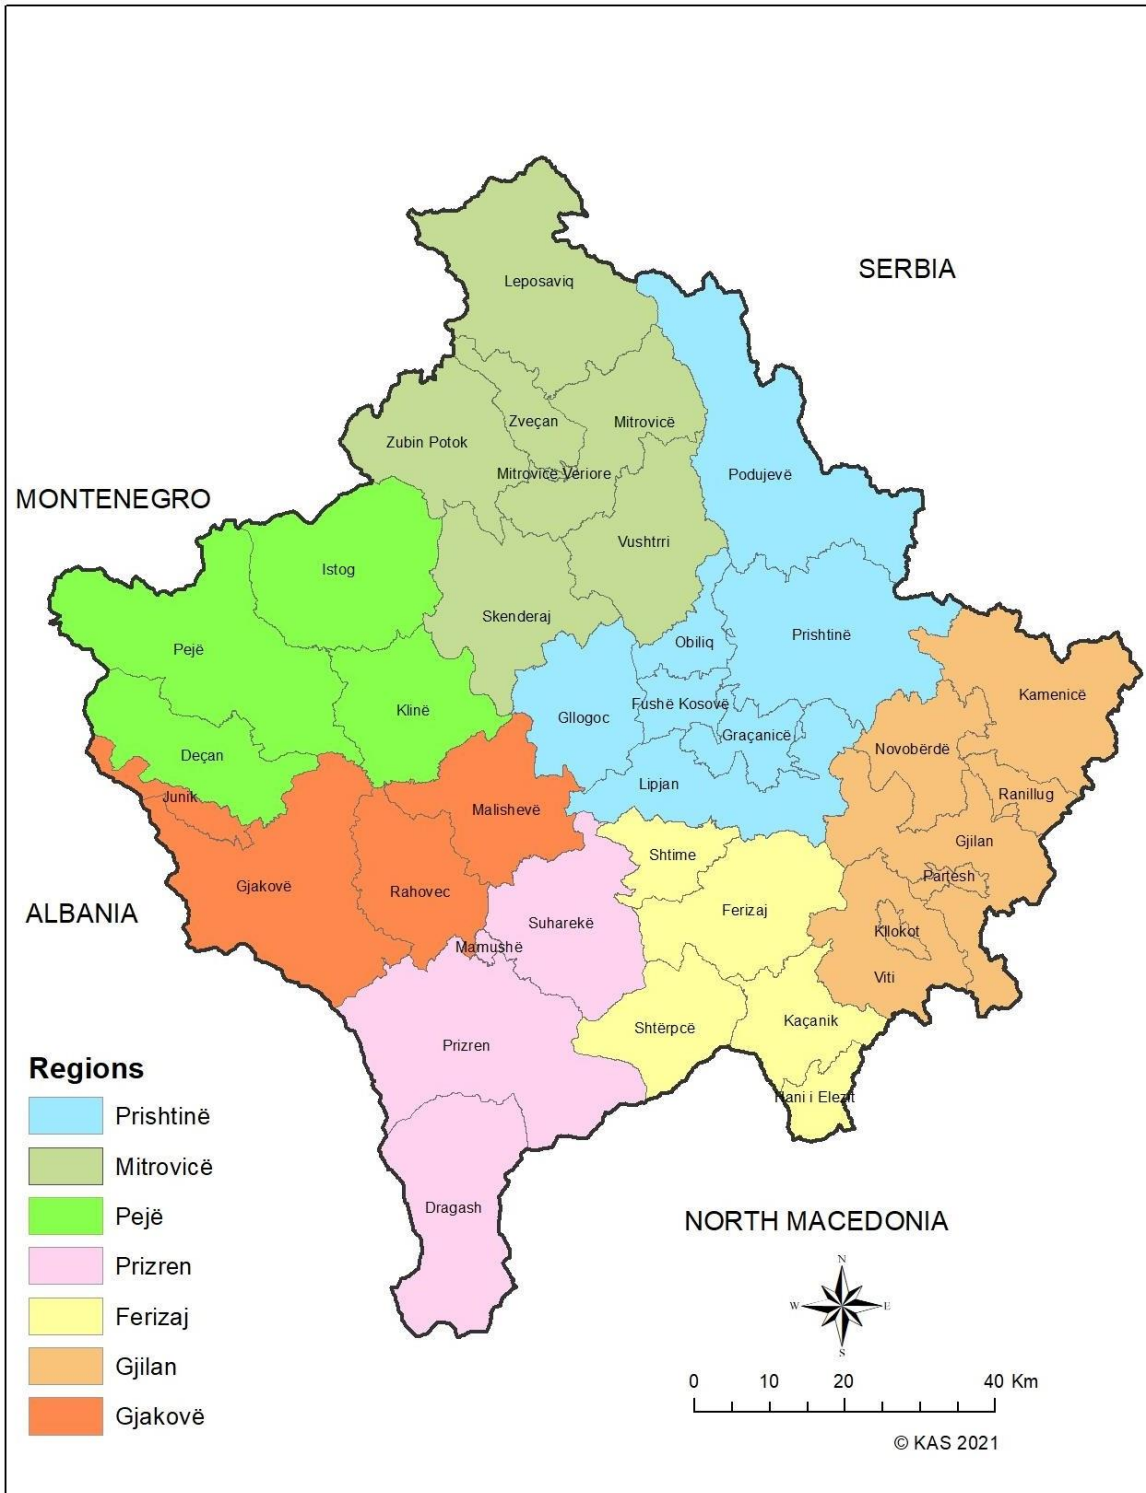 SERBIA
Leposaviq
Zveçan
Mitrovicë
Zubin Potok
Mitrovicë Veriore
Podujevë
MONTENEGRO
Vushtrri
Istog
Skenderaj
Prishtinë
Obiliq
Pejë
Kamenicë
Fushë Kosovë
Klinë
Gllogoc
Graçanicë
Novobërdë
Deçan
Lipjan
Ranillug
Junik
Malishevë
Gjilan
Shtime
Partesh
Gjakovë
Rahovec
ALBANIA
Ferizaj
Suharekë
Kllokot
Mamushë
Viti
Kaçanik
Shtërpcë
Prizren
Hani i Elezit
Dragash
NORTH MACEDONIA
Regions
Prishtinë
Mitrovicë
Pejë
Prizren
Ferizaj
Gjilan
Gjakovë
N
W E
S
0 10 20 40 Km
© KAS 2021